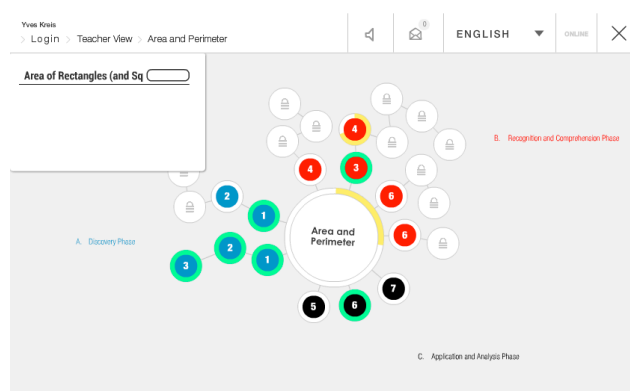 Yves Kreis
> Login > Teacher View > Area and Perimeter
0
ENGLISH
ONLINE
Area of Rectangles (and Sq
4
B. Recognition and Comprehension Phase
4
3
2
6
1
Area and
Perimeter
6
A. Discovery Phase
2
1
3
7
5
6
C. Application and Analysis Phase